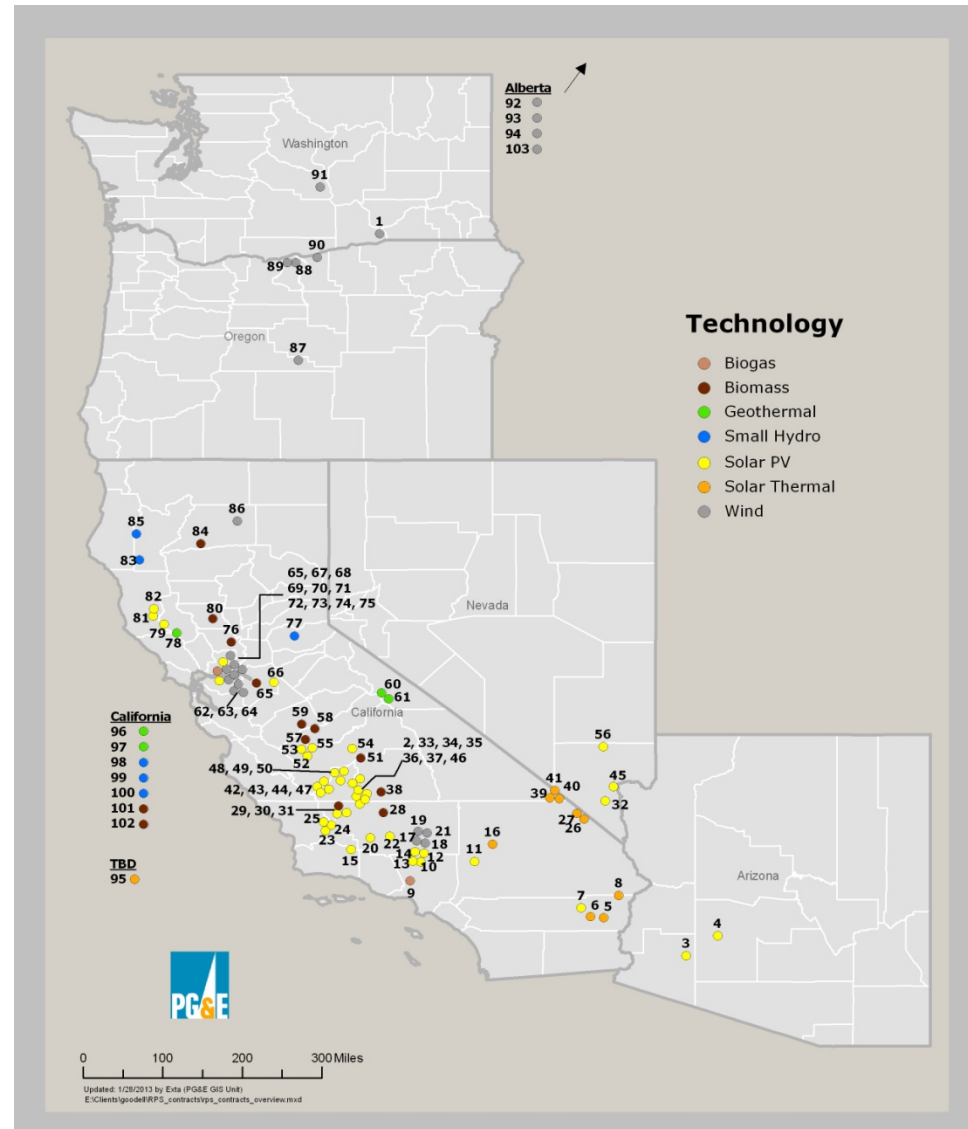 Alberta
92
93
94
103
Washington
91
1
90
89
88
Oregon
87
Technology
Biogas
Biomass
Geothermal
Small Hydro
Solar PV
Solar Thermal
Wind
86
85
84
83
65, 67, 68
69, 70, 71
72, 73, 74, 75
82
81
80
79
78
76
77
Nevada
66
65
62, 63, 64
60
61
California
59
58
57
55
54
53
52
51
2, 33, 34, 35
36, 37, 46
48, 49, 50
42, 43, 44, 47
38
29, 30, 31
28
25
24
23
22
20
15
19
21
17
18
14
12
13
10
9
16
11
56
41
40
39
45
32
27
26
8
7
6
5
Arizona
4
3
California
96
97
98
99
100
101
102
TBD
95
PG&E
0 100 200 300 Miles
Updated: 1/28/2013 by Exta (PG&E GIS Unit)
E:\Clients\goodell\RPS_contracts\rps_contracts_overview.mxd